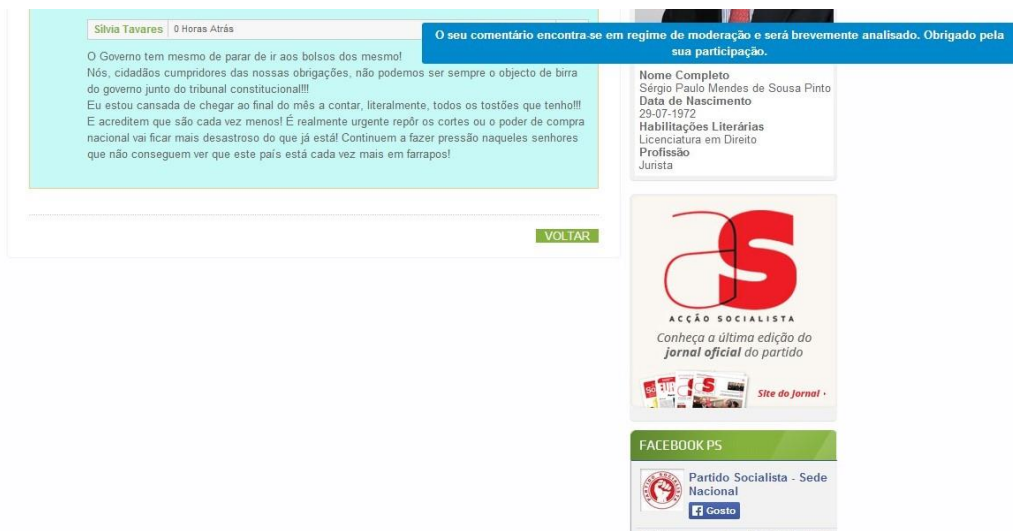 Sílvia Tavares 0 Horas Atrás
O seu comentário encontra-se em regime de moderação e será brevemente analisado. Obrigado pela
sua participação.
O Governo tem mesmo de parar de ir aos bolsos dos mesmo!
Nós, cidadãos cumpridores das nossas obrigações, não podemos ser sempre o objecto de birra
do governo junto do tribunal constitucional!!!
Eu estou cansada de chegar ao final do mês a contar, literalmente, todos os tostões que tenho!!!
E acreditem que são cada vez menos! É realmente urgente repôr os cortes ou o poder de compra
nacional vai ficar mais desastroso do que já está! Continuem a fazer pressão naqueles senhores
que não conseguem ver que este país está cada vez mais em farrapos!
VOLTAR
Nome Completo
Sérgio Paulo Mendes de Sousa Pinto
Data de Nascimento
29-07-1972
Habilitações Literárias
Licenciatura em Direito
Profissão
Jurista
aS
ACÇÃO SOCIALISTA
Conheça a última edição do
jornal oficial do partido
Site do Jornal
FACEBOOK PS
Partido Socialista - Sede
Nacional
Gosto